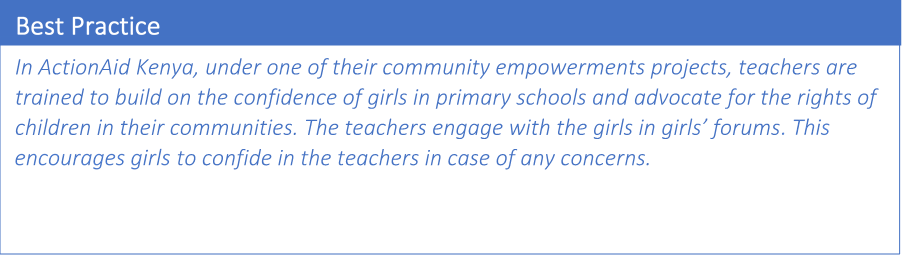 Best Practice
In ActionAid Kenya, under one of their community empowerments projects, teachers are
trained to build on the confidence of girls in primary schools and advocate for the rights of
children in their communities. The teachers engage with the girls in girls’ forums. This
encourages girls to confide in the teachers in case of any concerns.